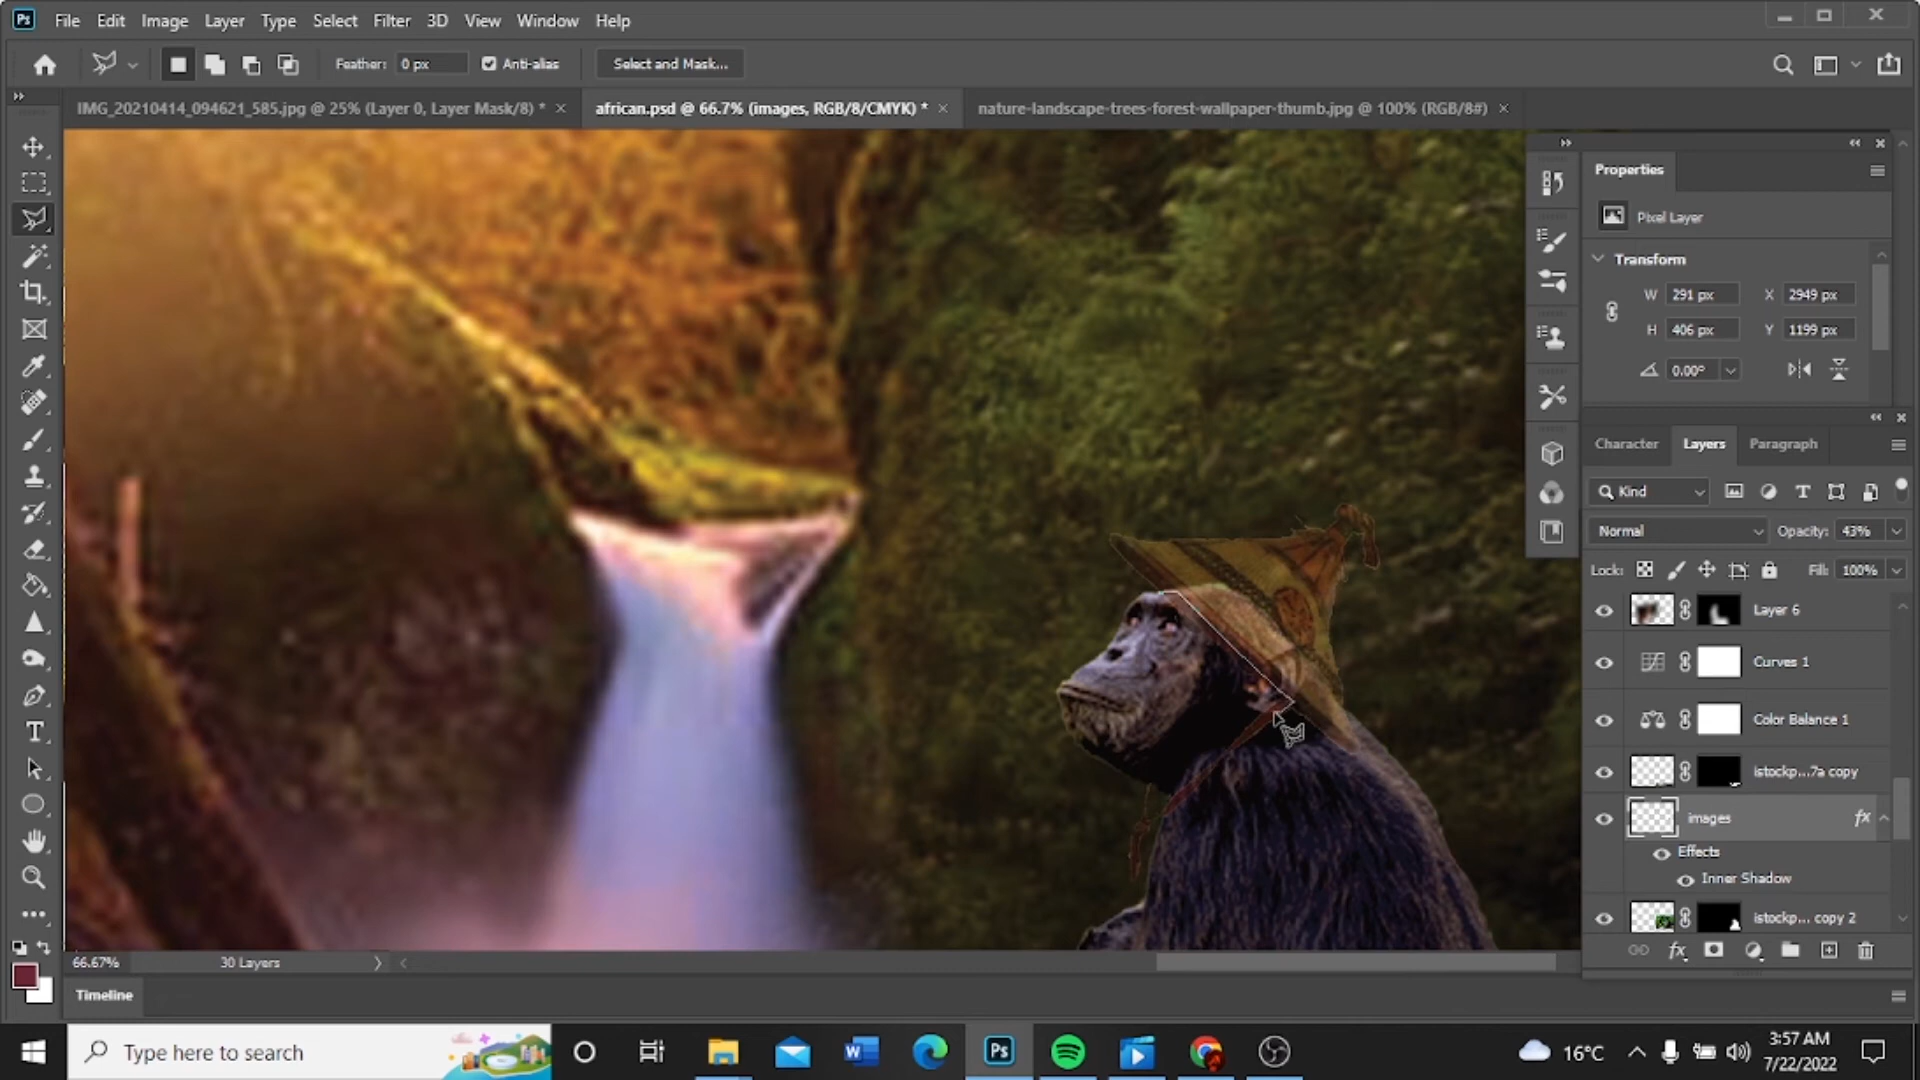 Ps File Edit Image Layer Type Select Filter 3D View Window Help
Feather: 0 px Anti-alias Select and Mask...
IMG_20210414_094621_585.jpg @ 25% (Layer 0, Layer Mask/8) * african.psd @ 66.7% (images, RGB/8/CMYK) * nature-landscape-trees-forest-wallpaper-thumb.jpg @ 100% (RGB/8#)
Properties
Pixel Layer
Transform
W 291 px X 2949 px
H 406 px Y 1199 px
0.00°
Character Layers Paragraph
Kind
Normal Opacity: 43%
Lock: Fill: 100%
Layer 6
Curves 1
Color Balance 1
istockp...7a copy
images fx
Effects
Inner Shadow
istockp... copy 2
fx
66.67% 30 Layers
Timeline
Type here to search
16°C
3:57 AM
7/22/2022